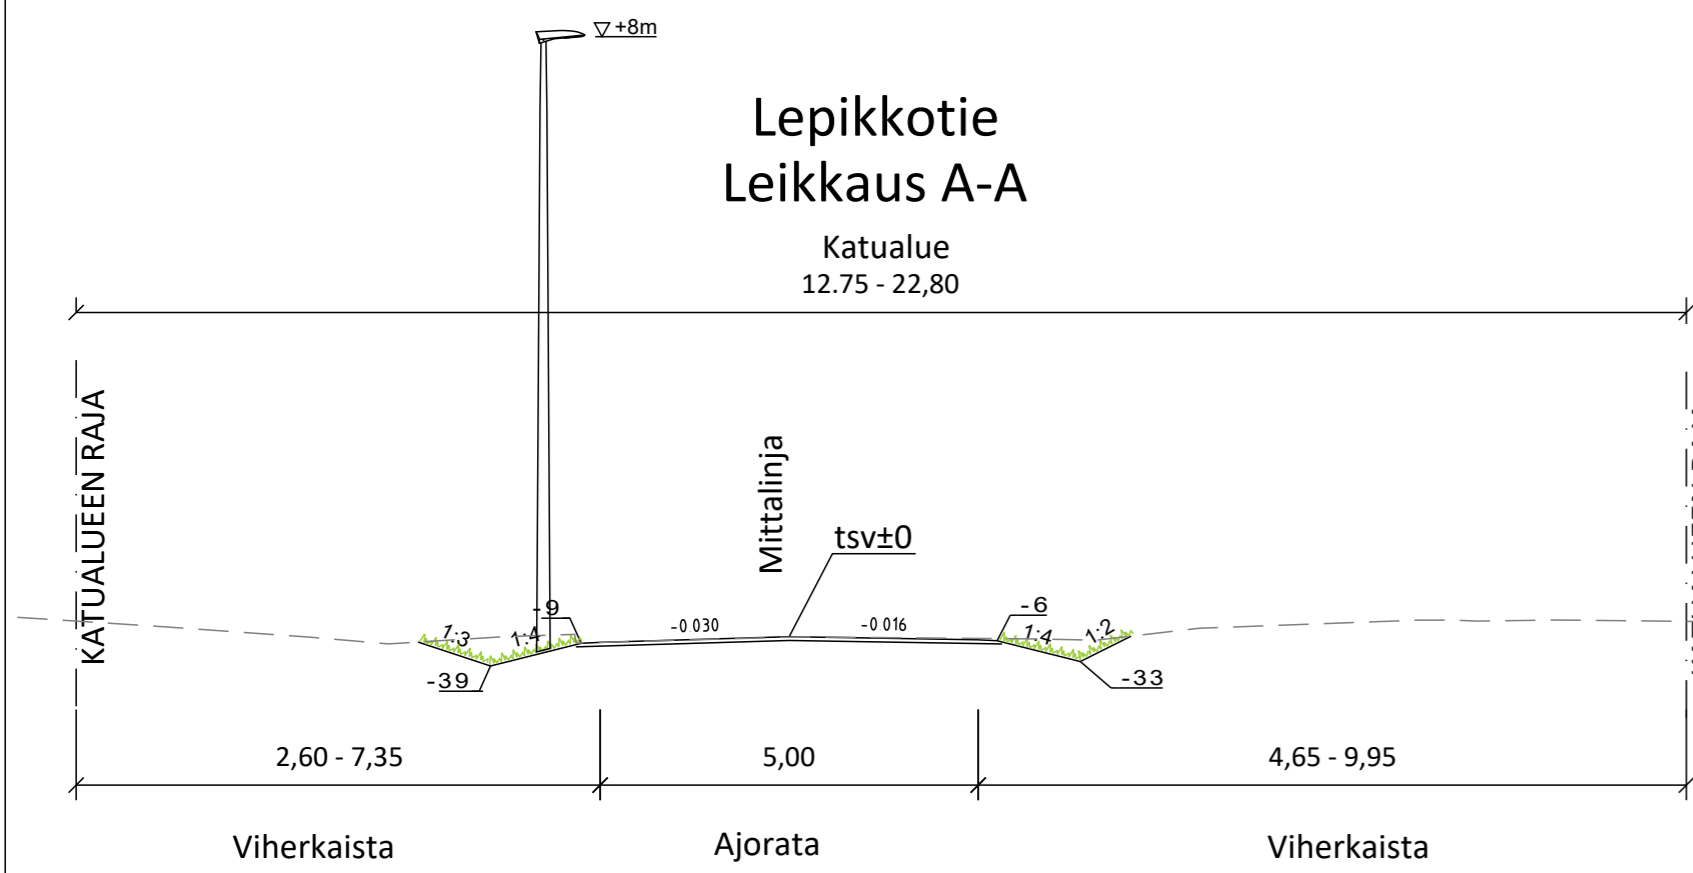 +8m
Lepikkotie
Leikkaus A-A
Katualue
12.75 - 22,80
KATUALUEEN RAJA
Mittalinja
tsv±0
-9
-6
1:3
1:4
-0 030
-0 016
1:4
1:2
-39
-33
2,60 - 7,35
5,00
4,65 - 9,95
Viherkaista
Ajorata
Viherkaista